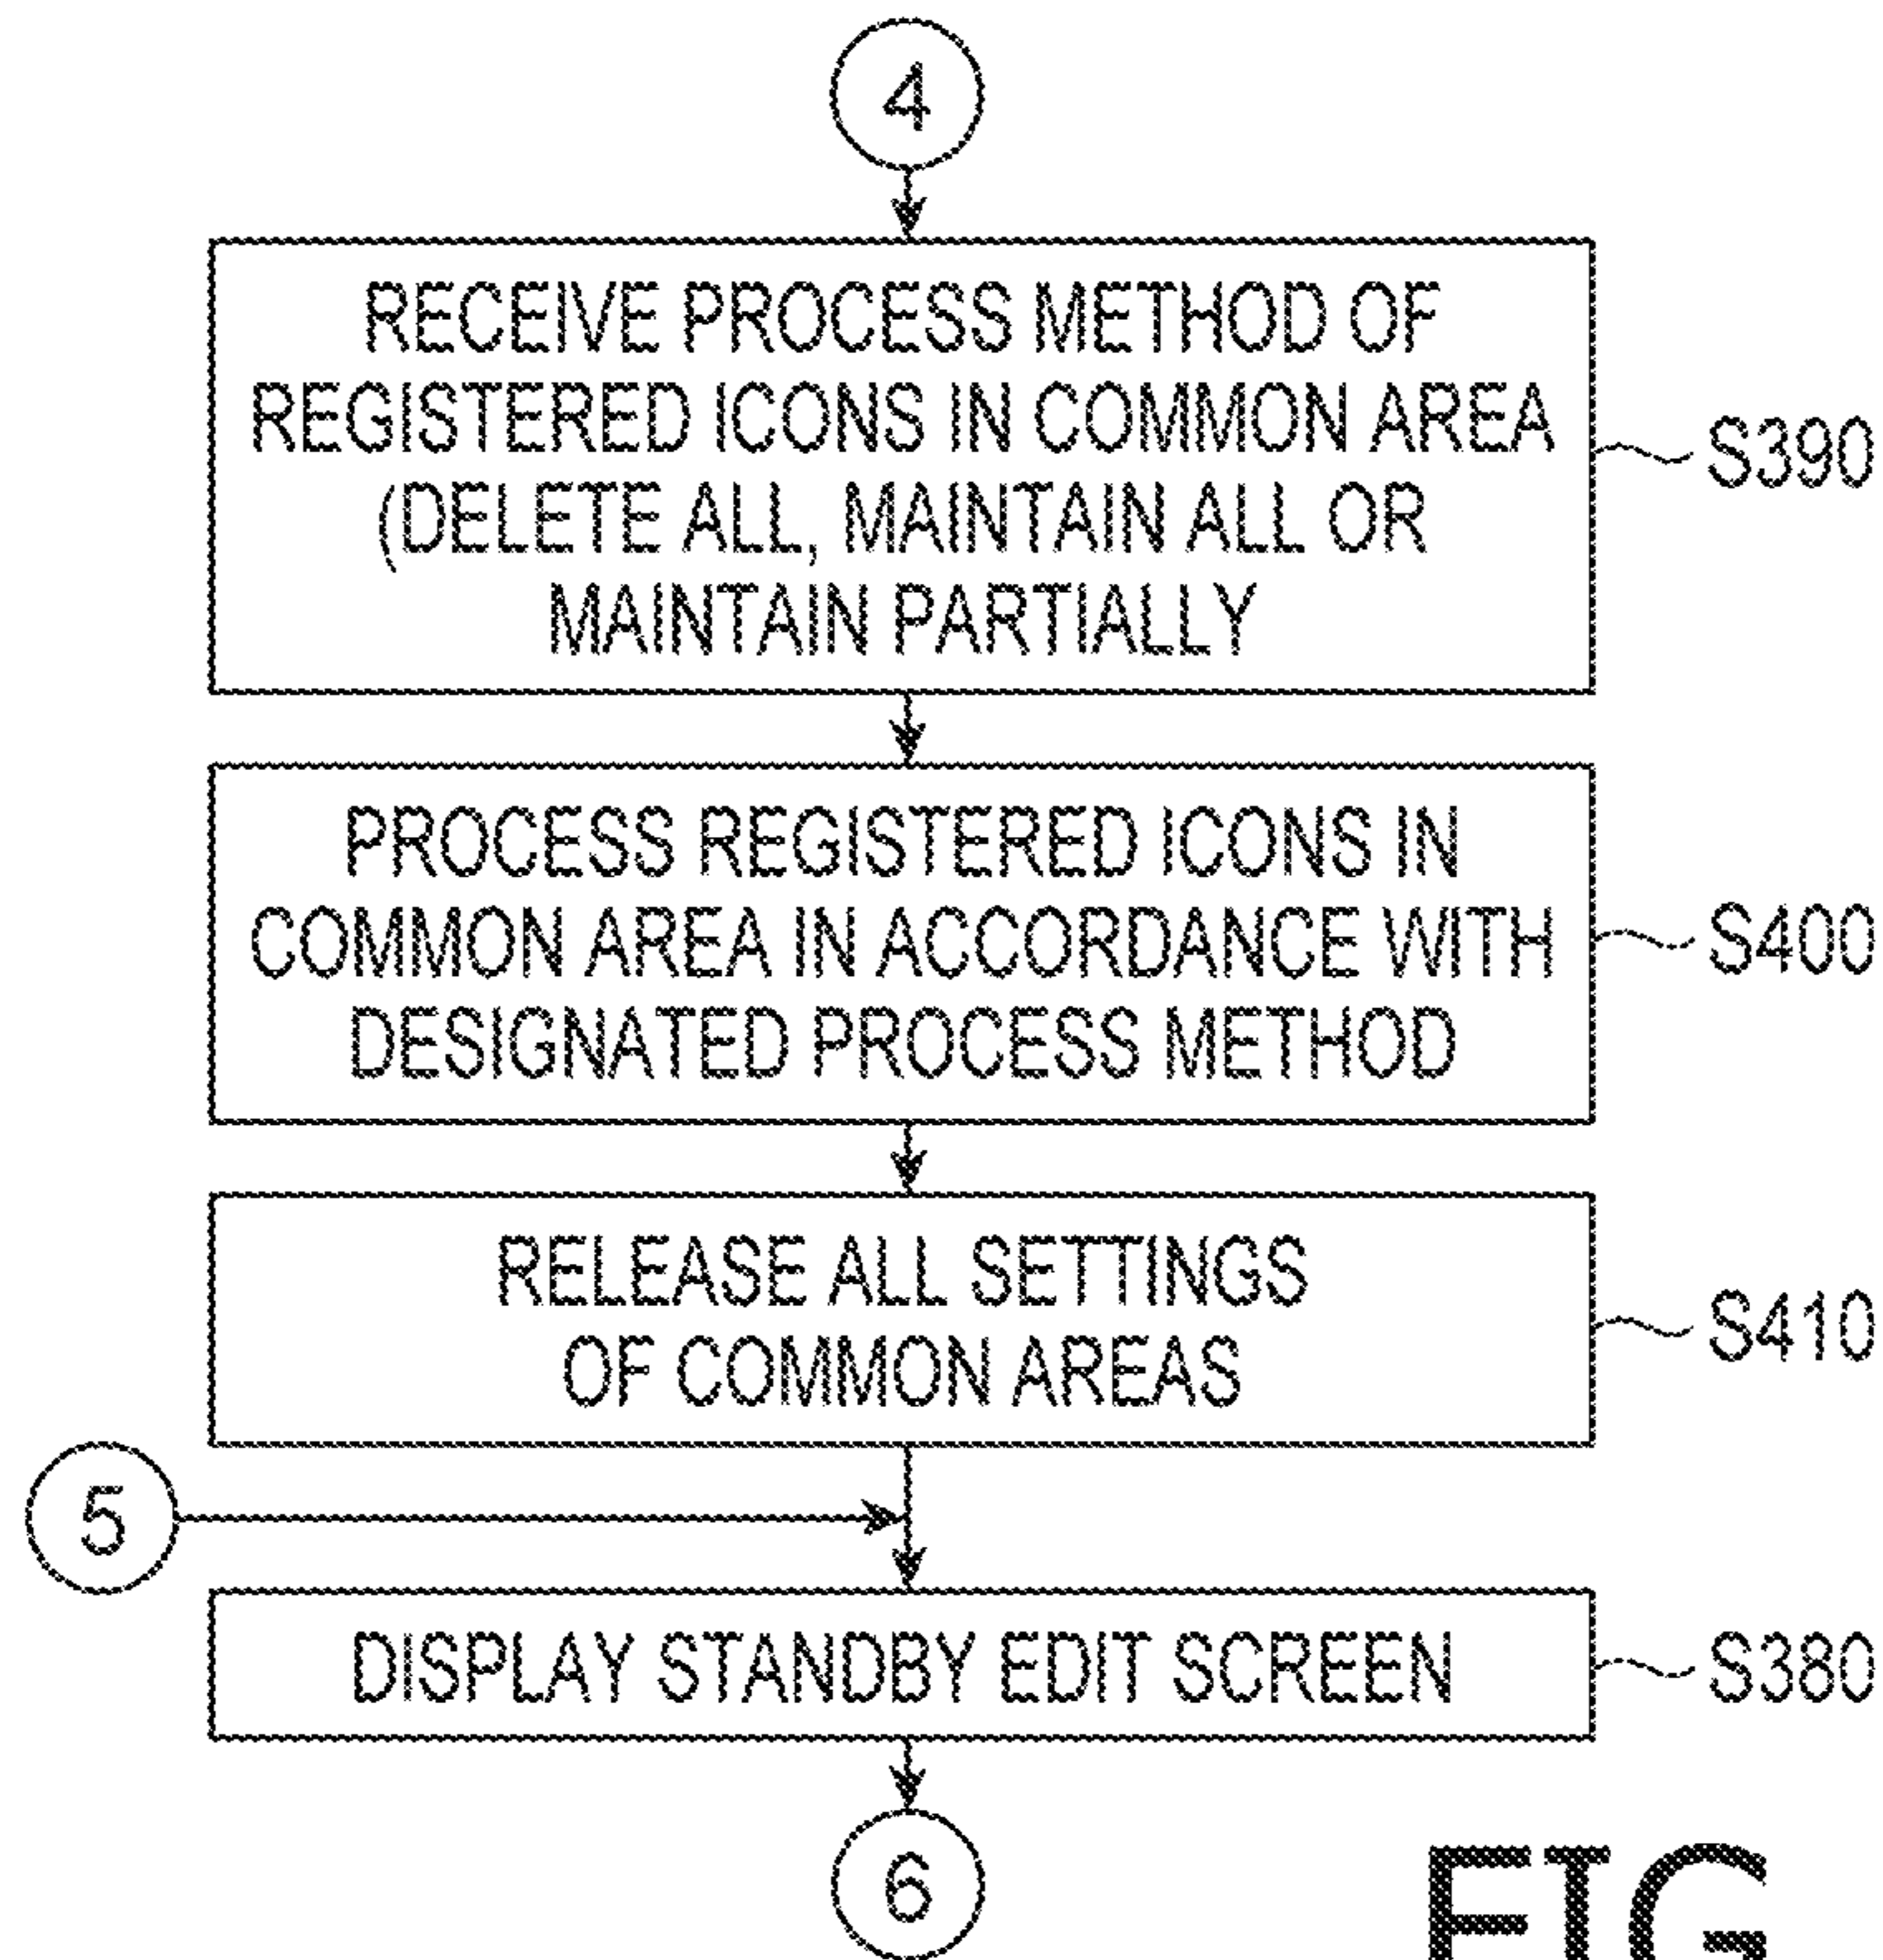 4
RECEIVE PROCESS METHOD OF
REGISTERED ICONS IN COMMON AREA
(DELETE ALL, MAINTAIN ALL OR
MAINTAIN PARTIALLY
S390
PROCESS REGISTERED ICONS IN
COMMON AREA IN ACCORDANCE WITH
DESIGNATED PROCESS METHOD
S400
RELEASE ALL SETTINGS
OF COMMON AREAS
S410
5
DISPLAY STANDBY EDIT SCREEN
S380
6
FIG